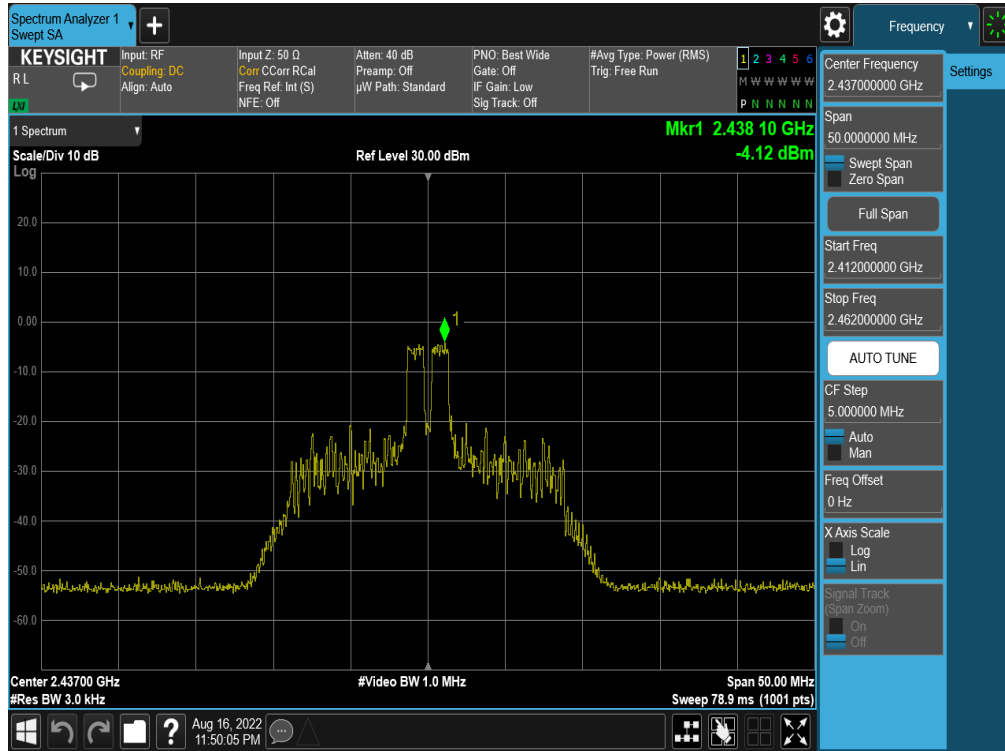 Spectrum Analyzer 1
Swept SA
Frequency
KEYSIGHT
R L
LXI
Input: RF
Coupling: DC
Align: Auto
Input Z: 50 Ω
Corr CCorr RCal
Freq Ref: Int (S)
NFE: Off
Atten: 40 dB
Preamp: Off
µW Path: Standard
PNO: Best Wide
Gate: Off
IF Gain: Low
Sig Track: Off
#Avg Type: Power (RMS)
Trig: Free Run
1 2 3 4 5 6
M W W W W W
P N N N N N
1 Spectrum
Scale/Div 10 dB
Log
Ref Level 30.00 dBm
Mkr1 2.438 10 GHz
-4.12 dBm
1
20.0
10.0
0.00
-10.0
-20.0
-30.0
-40.0
-50.0
-60.0
Center 2.43700 GHz
#Res BW 3.0 kHz
#Video BW 1.0 MHz
Span 50.00 MHz
Sweep 78.9 ms (1001 pts)
Aug 16, 2022
11:50:05 PM
Center Frequency
2.437000000 GHz
Span
50.0000000 MHz
Swept Span
Zero Span
Full Span
Start Freq
2.412000000 GHz
Stop Freq
2.462000000 GHz
AUTO TUNE
CF Step
5.000000 MHz
Auto
Man
Freq Offset
0 Hz
X Axis Scale
Log
Lin
Signal Track
(Span Zoom)
On
Off
Settings